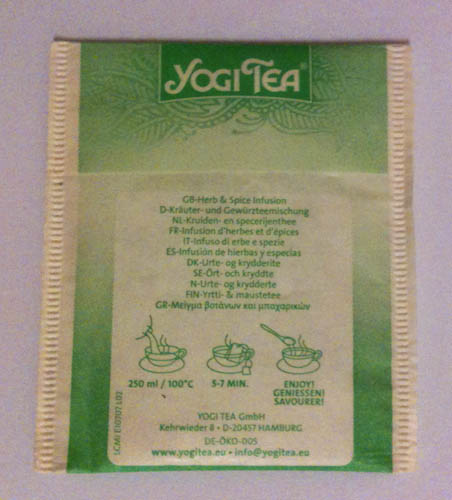 YOGI TEA®
GB-Herb & Spice Infusion
D-Kräuter- und Gewürzteemischung
NL-Kruiden- en specerijenthee
FR-Infusion d'herbes et d'épices
IT-Infuso di erbe e spezie
ES-Infusión de hierbas y especias
DK-Urte- og krydderite
SE-Ört- och kryddte
N-Urte- og krydderte
FIN-Yrtti- & maustetee
GR-Μείγμα βοτάνων και μπαχαρικών
250 ml / 100°C
5-7 MIN.
ENJOY!
GENIESSEN!
SAVOURER!
YOGI TEA GmbH
Kehrwieder 8 • D-20457 HAMBURG
DE-ÖKO-005
www.yogitea.eu • info@yogitea.eu